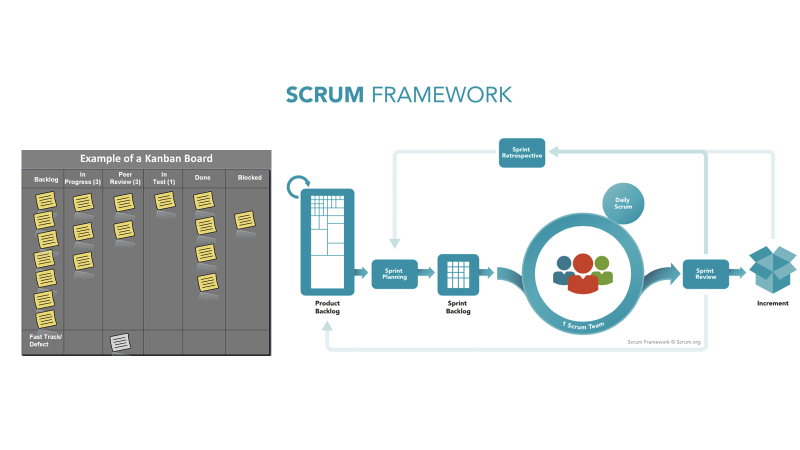 SCRUM FRAMEWORK
Example of a Kanban Board
Backlog
In
Progress (3)
Peer
Review (3)
In
Test (1)
Done
Blocked
Fast Track/
Defect
Sprint
Retrospective
Daily
Scrum
Product
Backlog
Sprint
Planning
Sprint
Backlog
1 Scrum Team
Sprint
Review
Increment
Scrum Framework © Scrum.org